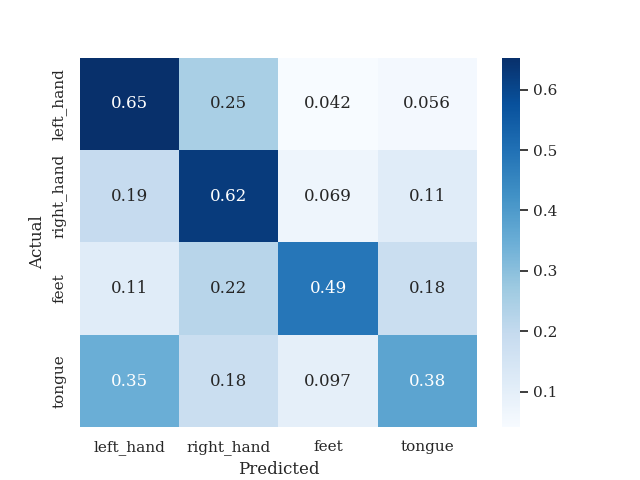 Actual
left_hand 0.65 0.25 0.042 0.056
right_hand 0.19 0.62 0.069 0.11
feet 0.11 0.22 0.49 0.18
tongue 0.35 0.18 0.097 0.38
left_hand right_hand feet tongue
Predicted
0.6
0.5
0.4
0.3
0.2
0.1